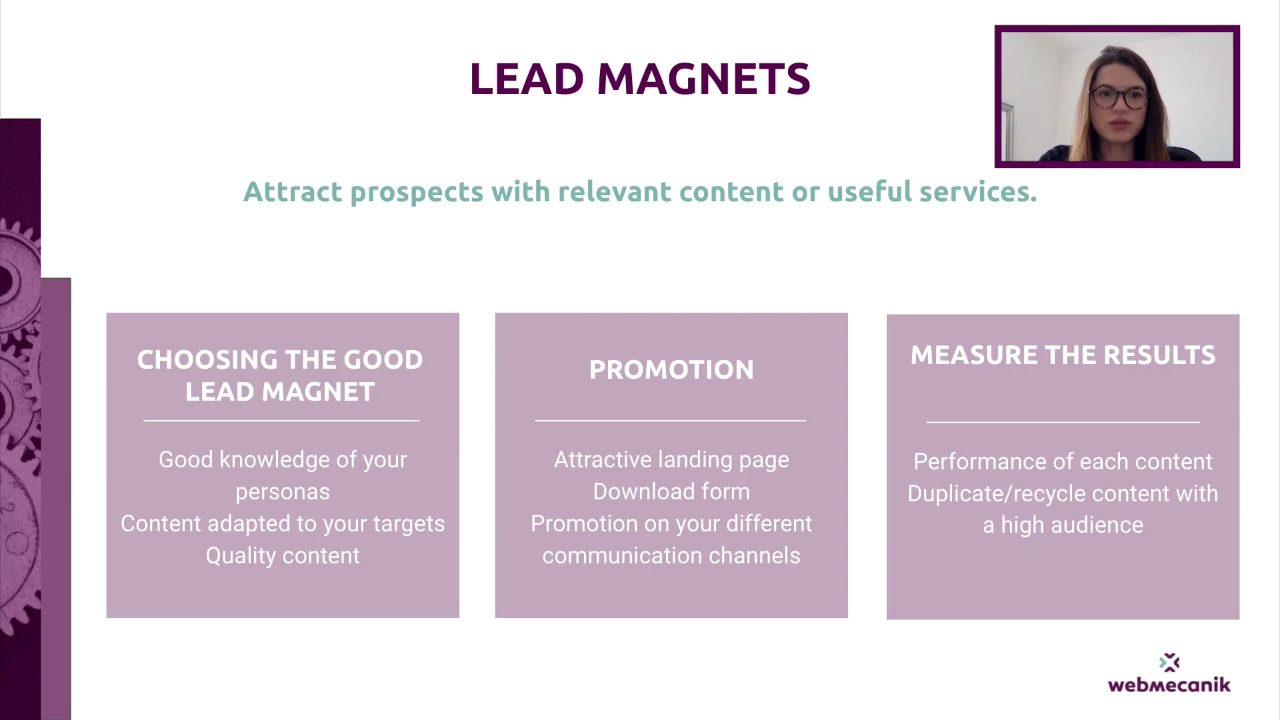 LEAD MAGNETS
Attract prospects with relevant content or useful services.
CHOOSING THE GOOD
LEAD MAGNET
Good knowledge of your
personas
Content adapted to your targets
Quality content
PROMOTION
Attractive landing page
Download form
Promotion on your different
communication channels
MEASURE THE RESULTS
Performance of each content
Duplicate/recycle content with
a high audience
webmecanik